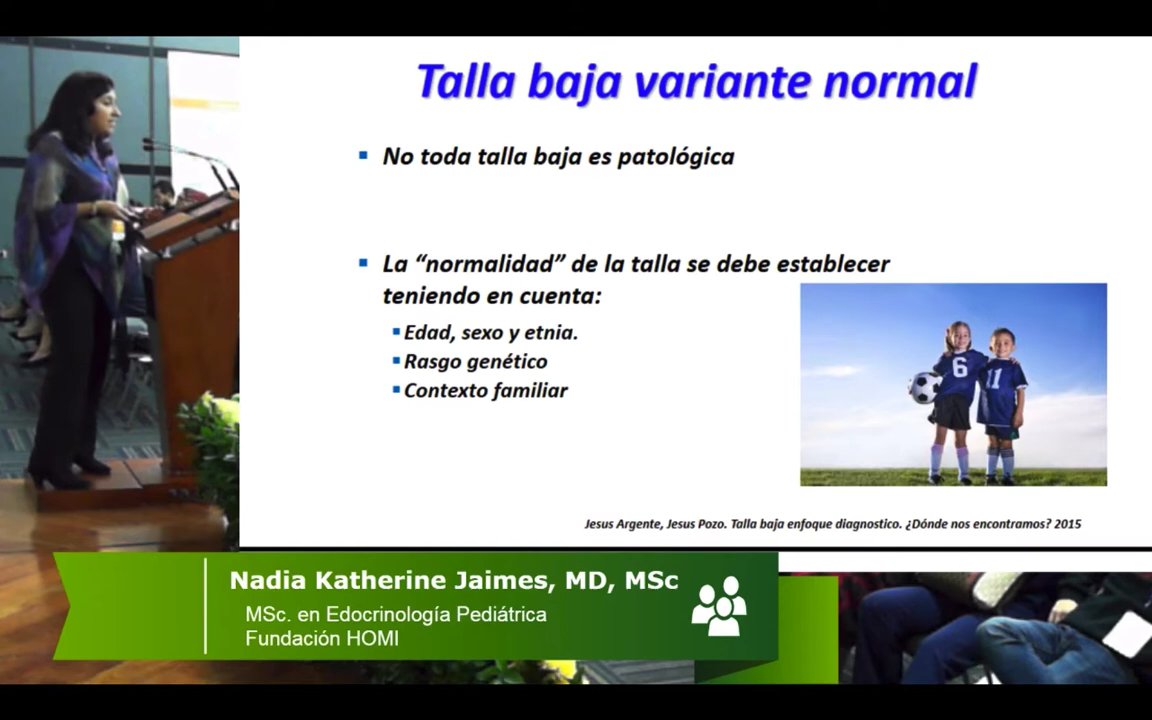 Talla baja variante normal
No toda talla baja es patológica
La “normalidad” de la talla se debe establecer
teniendo en cuenta:
Edad, sexo y etnia.
Rasgo genético
Contexto familiar
6
11
Jesus Argente, Jesus Pozo. Talla baja enfoque diagnostico. ¿Dónde nos encontramos? 2015
Nadia Katherine Jaimes, MD, MSc
MSc. en Edocrinología Pediátrica
Fundación HOMI